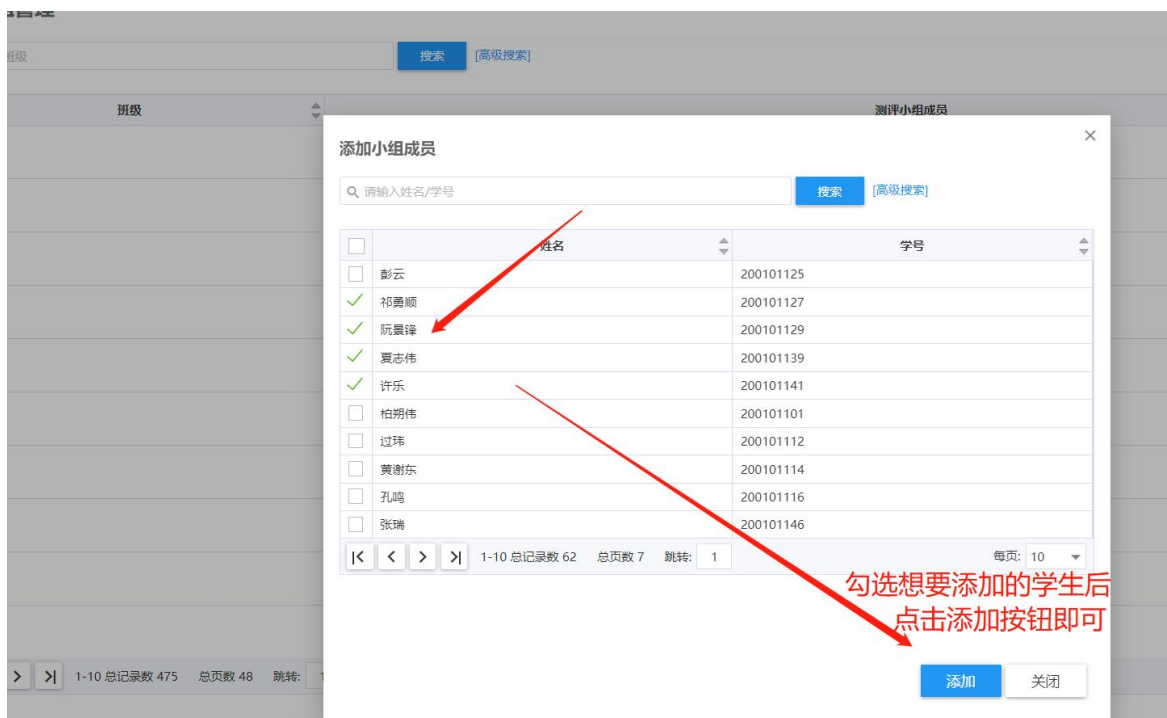 组管理
班级
搜索
[高级搜索]
班级
测评小组成员
添加小组成员
请输入姓名/学号
搜索
[高级搜索]
姓名 学号
彭云 200101125
祁勇顺 200101127
阮景锋 200101129
夏志伟 200101139
许乐 200101141
柏朔伟 200101101
过玮 200101112
黄谢东 200101114
孔鸣 200101116
张瑞 200101146
1-10 总记录数 62 总页数 7 跳转: 1 每页: 10
勾选想要添加的学生后
点击添加按钮即可
1-10 总记录数 475 总页数 48 跳转: 1
添加 关闭